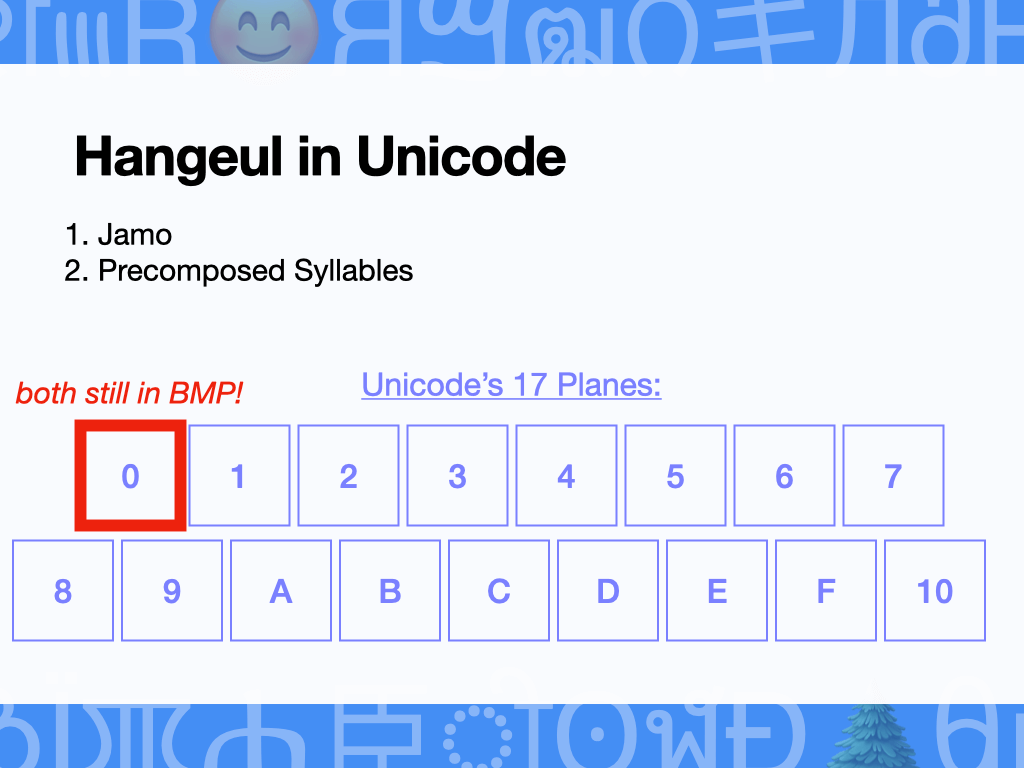 Hangeul in Unicode
1. Jamo
2. Precomposed Syllables
both still in BMP!
Unicode’s 17 Planes:
0 1 2 3 4 5 6 7
8 9 A B C D E F 10